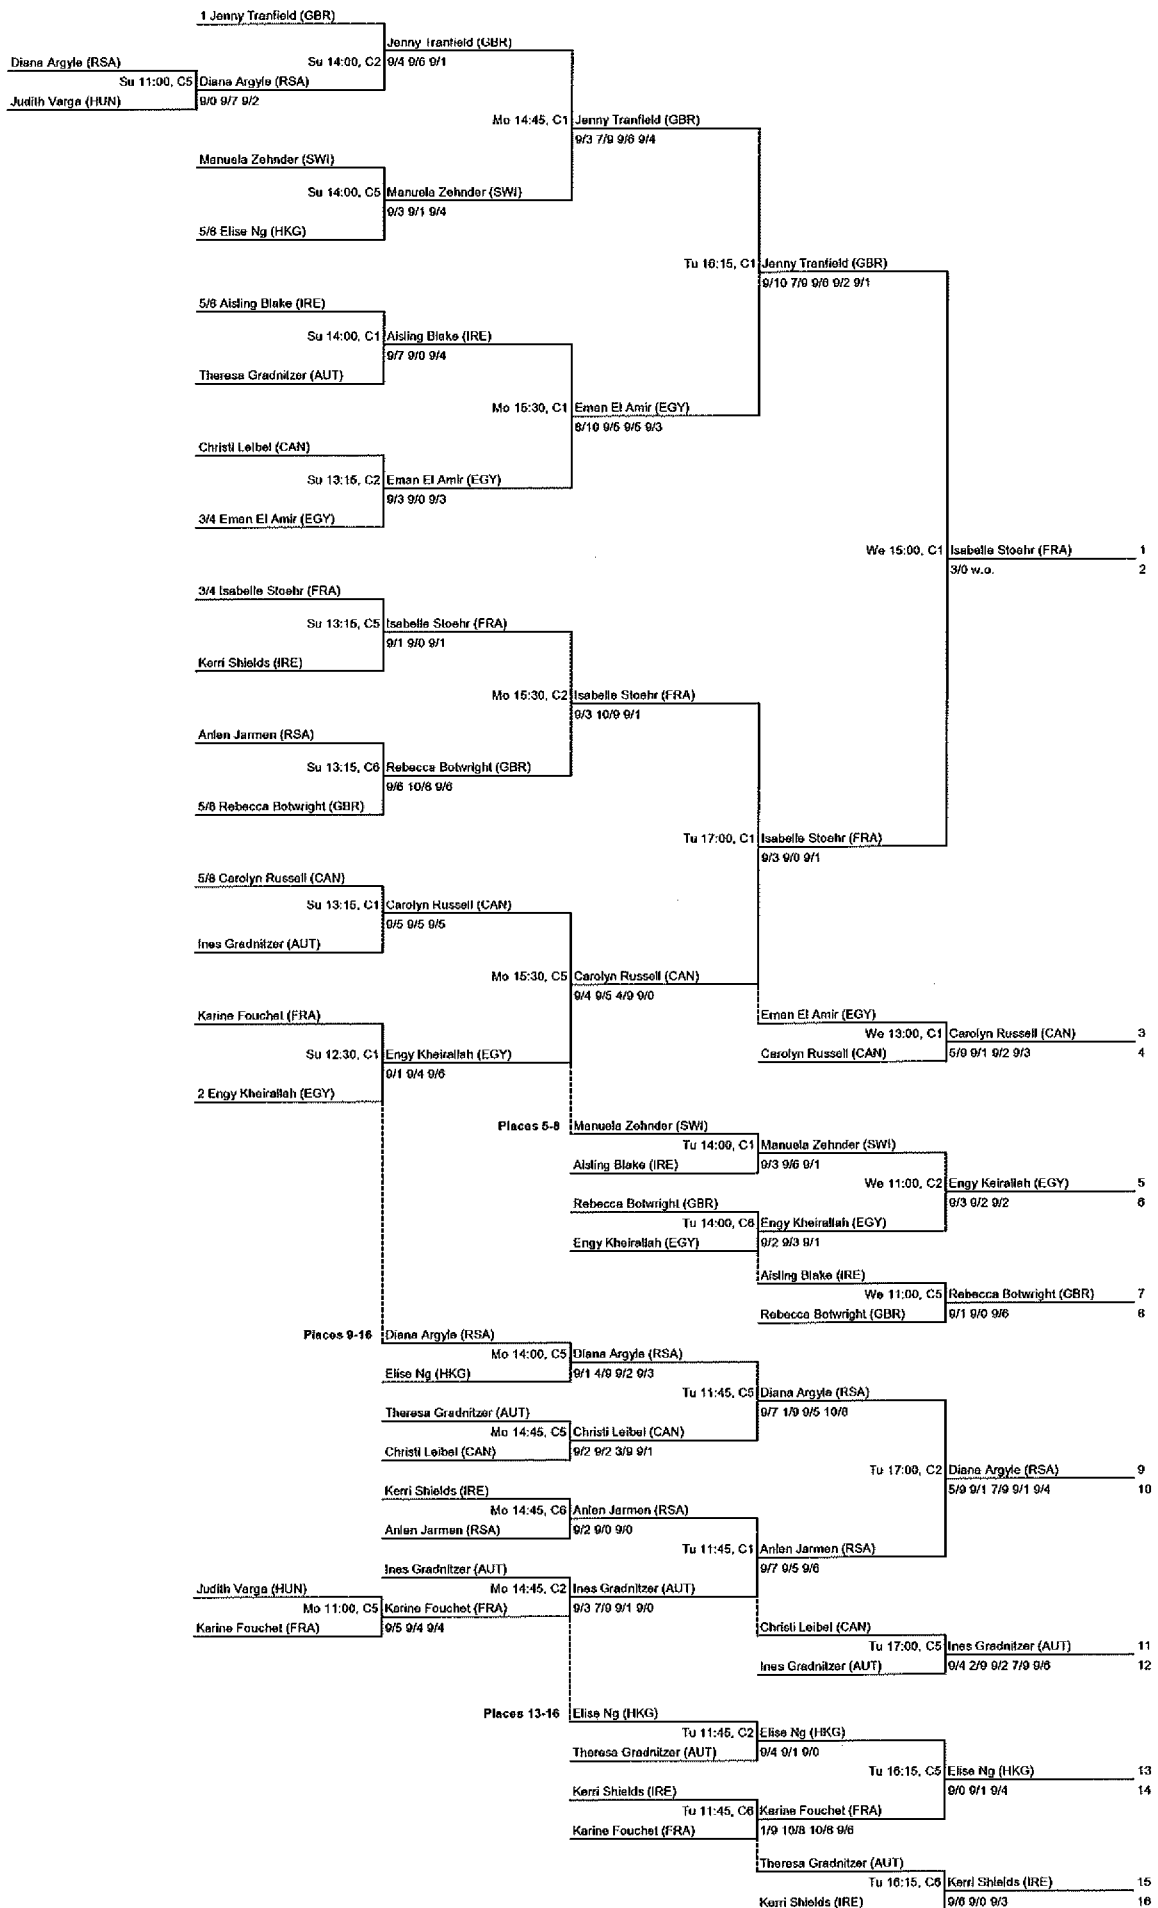 1 Jenny Tranfield (GBR)
Jenny Tranfield (GBR)
Diana Argyle (RSA)
Su 14:00, C2 9/4 9/6 9/1
Su 11:00, C5 Diana Argyle (RSA)
Judith Varga (HUN)
9/0 9/7 9/2
Mo 14:45, C1 Jenny Tranfield (GBR)
9/3 7/9 9/6 9/4
Manuela Zehnder (SWI)
Su 14:00, C5 Manuela Zehnder (SWI)
9/3 9/1 9/4
5/8 Elise Ng (HKG)
Tu 16:15, C1 Jenny Tranfield (GBR)
9/10 7/9 9/6 9/2 9/1
5/8 Aisling Blake (IRE)
Su 14:00, C1 Aisling Blake (IRE)
9/7 9/0 9/4
Theresa Gradnitzer (AUT)
Mo 15:30, C1 Eman El Amir (EGY)
8/10 9/5 9/5 9/3
Christi Leibel (CAN)
Su 13:15, C2 Eman El Amir (EGY)
9/3 9/0 9/3
3/4 Eman El Amir (EGY)
We 15:00, C1 Isabelle Stoehr (FRA) 1
3/0 w.o. 2
3/4 Isabelle Stoehr (FRA)
Su 13:15, C5 Isabelle Stoehr (FRA)
9/1 9/0 9/1
Kerri Shields (IRE)
Mo 15:30, C2 Isabelle Stoehr (FRA)
9/3 10/9 9/1
Anlen Jarmen (RSA)
Su 13:15, C6 Rebecca Botwright (GBR)
9/6 10/8 9/6
5/8 Rebecca Botwright (GBR)
Tu 17:00, C1 Isabelle Stoehr (FRA)
9/3 9/0 9/1
5/8 Carolyn Russell (CAN)
Su 13:15, C1 Carolyn Russell (CAN)
9/5 9/5 9/5
Ines Gradnitzer (AUT)
Mo 15:30, C5 Carolyn Russell (CAN)
9/4 9/5 4/9 9/0
Karine Fouchet (FRA)
Eman El Amir (EGY)
We 13:00, C1 Carolyn Russell (CAN) 3
Su 12:30, C1 Engy Kheirallah (EGY)
Carolyn Russell (CAN) 5/9 9/1 9/2 9/3 4
9/1 9/4 9/6
2 Engy Kheirallah (EGY)
Places 5-8 Manuela Zehnder (SWI)
Tu 14:00, C1 Manuela Zehnder (SWI)
Aisling Blake (IRE) 9/3 9/6 9/1
We 11:00, C2 Engy Keirallah (EGY) 5
9/3 9/2 9/2 6
Rebecca Botwright (GBR)
Tu 14:00, C6 Engy Kheirallah (EGY)
Engy Kheirallah (EGY) 9/2 9/3 9/1
Aisling Blake (IRE)
We 11:00, C5 Rebecca Botwright (GBR) 7
Rebecca Botwright (GBR) 9/1 9/0 9/6 8
Places 9-16 Diana Argyle (RSA)
Mo 14:00, C5 Diana Argyle (RSA)
Elise Ng (HKG) 9/1 4/9 9/2 9/3
Tu 11:45, C5 Diana Argyle (RSA)
9/7 1/9 9/5 10/8
Theresa Gradnitzer (AUT)
Mo 14:45, C5 Christi Leibel (CAN)
Christi Leibel (CAN) 9/2 9/2 3/9 9/1
Tu 17:00, C2 Diana Argyle (RSA) 9
5/9 9/1 7/9 9/1 9/4 10
Kerri Shields (IRE)
Mo 14:45, C6 Anlen Jarmen (RSA)
Anlen Jarmen (RSA) 9/2 9/0 9/0
Tu 11:45, C1 Anlen Jarmen (RSA)
9/7 9/5 9/6
Ines Gradnitzer (AUT)
Judith Varga (HUN)
Mo 14:45, C2 Ines Gradnitzer (AUT)
Mo 11:00, C5 Karine Fouchet (FRA) 9/3 7/9 9/1 9/0
Karine Fouchet (FRA) 9/5 9/4 9/4
Christi Leibel (CAN)
Tu 17:00, C5 Ines Gradnitzer (AUT) 11
Ines Gradnitzer (AUT) 9/4 2/9 9/2 7/9 9/6 12
Places 13-16 Elise Ng (HKG)
Tu 11:45, C2 Elise Ng (HKG)
Theresa Gradnitzer (AUT) 9/4 9/1 9/0
Tu 16:15, C5 Elise Ng (HKG) 13
9/0 9/1 9/4 14
Kerri Shields (IRE)
Tu 11:45, C6 Karine Fouchet (FRA)
Karine Fouchet (FRA) 1/9 10/8 10/8 9/6
Theresa Gradnitzer (AUT)
Tu 16:15, C6 Kerri Shields (IRE) 15
Kerri Shields (IRE) 9/6 9/0 9/3 16